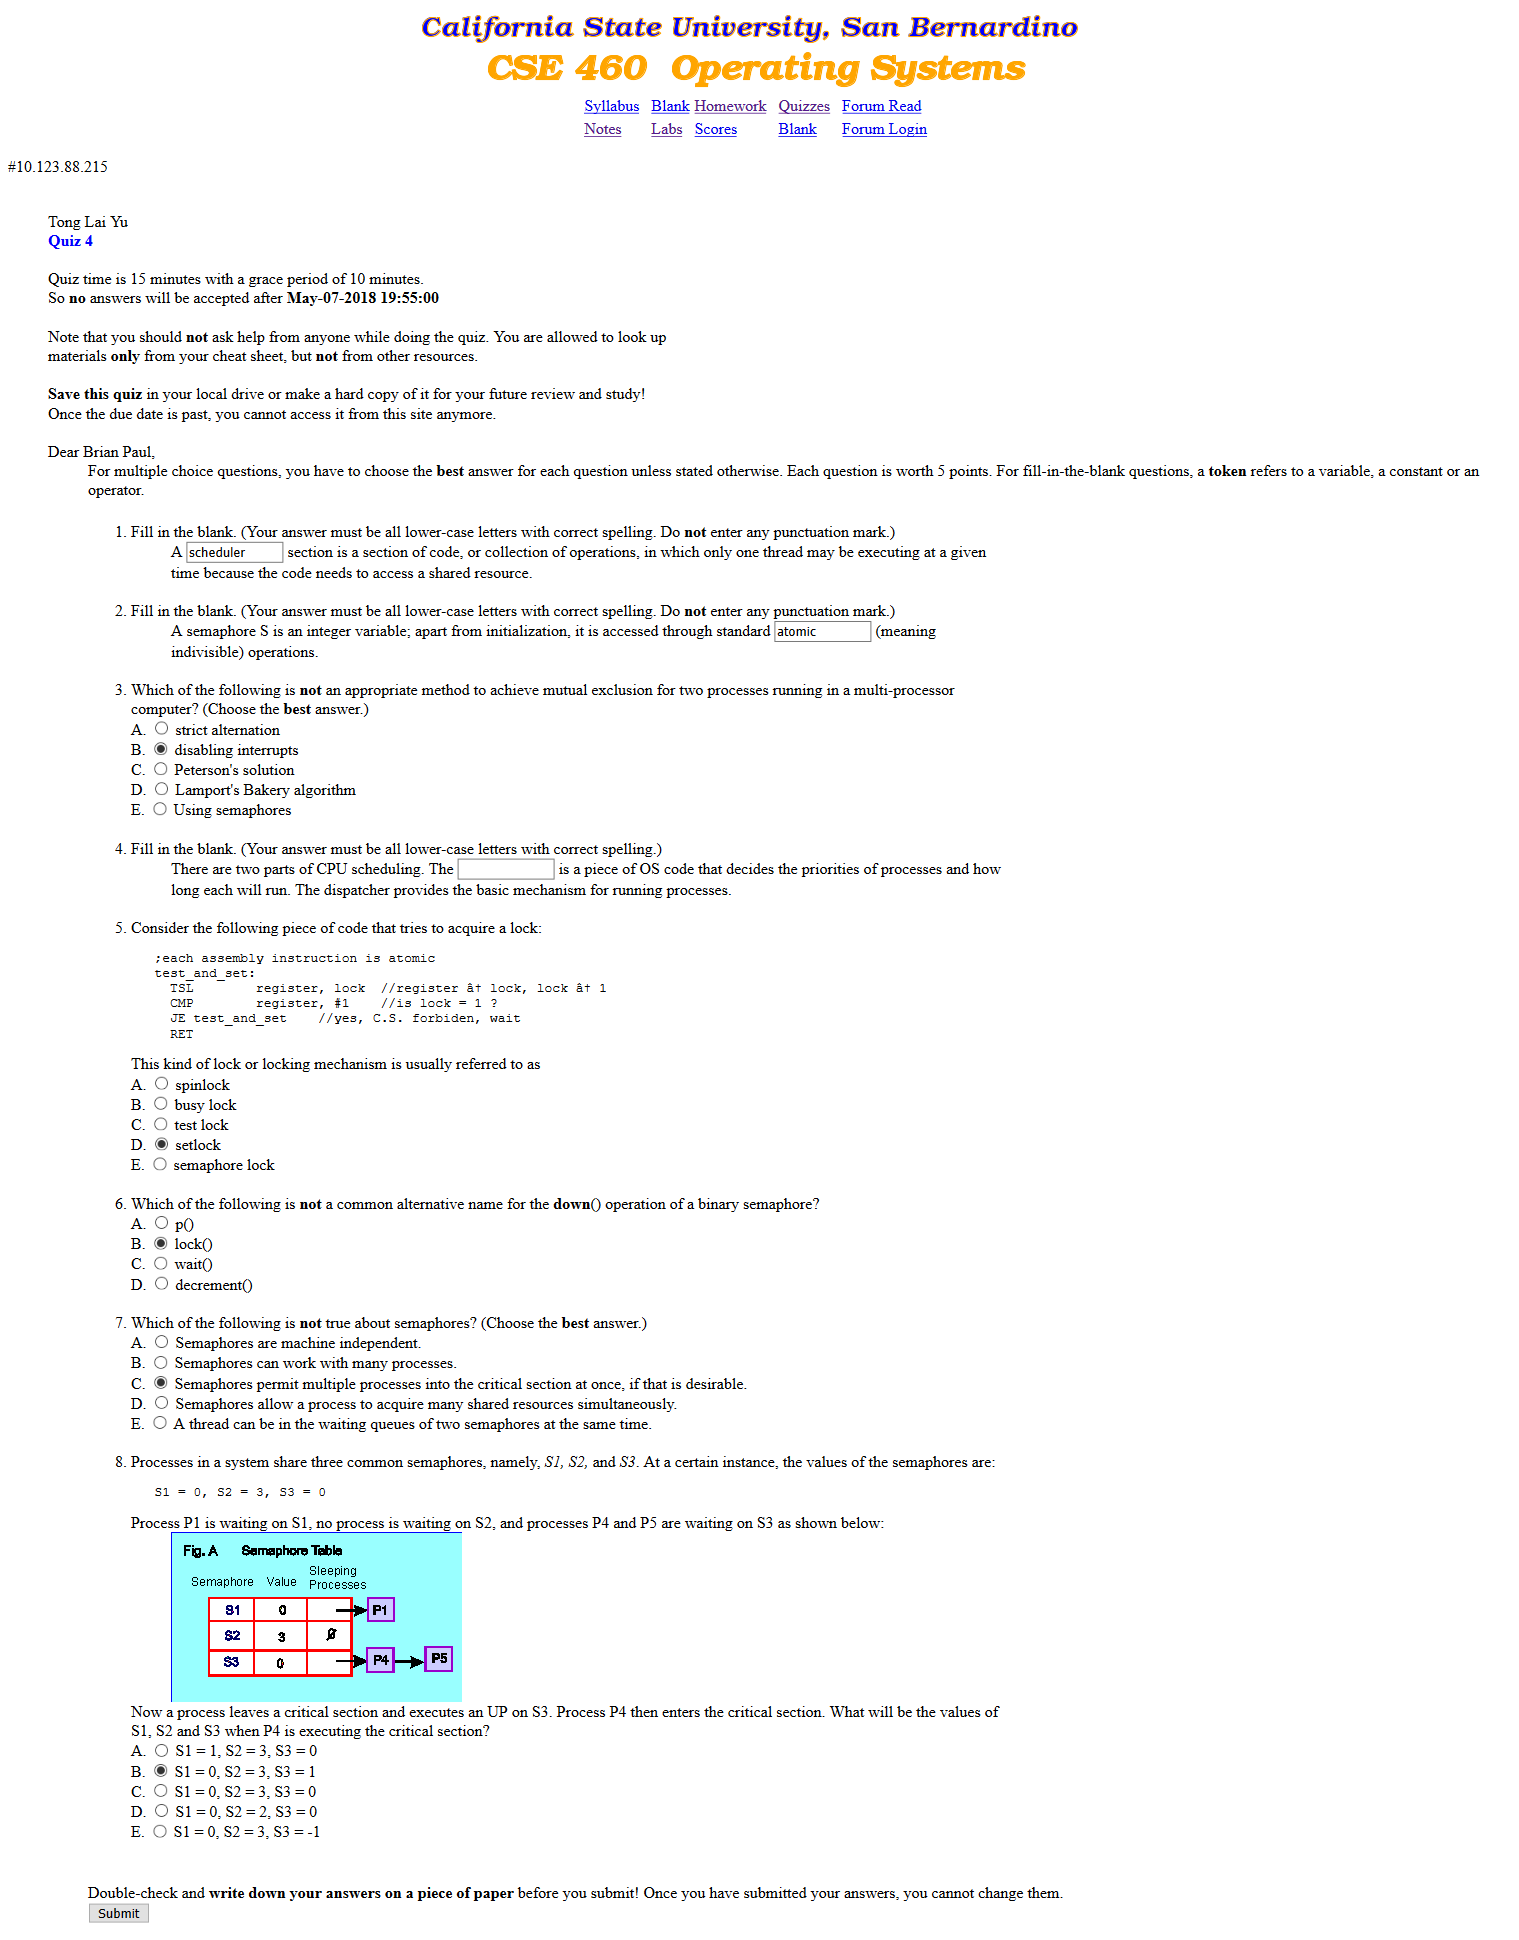 California State University, San Bernardino
CSE 460 Operating Systems
Syllabus Blank Homework Quizzes Forum Read
Notes Labs Scores Blank Forum Login
#10.123.88.215
Tong Lai Yu
Quiz 4
Quiz time is 15 minutes with a grace period of 10 minutes.
So no answers will be accepted after May-07-2018 19:55:00
Note that you should not ask help from anyone while doing the quiz. You are allowed to look up
materials only from your cheat sheet, but not from other resources.
Save this quiz in your local drive or make a hard copy of it for your future review and study!
Once the due date is past, you cannot access it from this site anymore.
Dear Brian Paul,
For multiple choice questions, you have to choose the best answer for each question unless stated otherwise. Each question is worth 5 points. For fill-in-the-blank questions, a token refers to a variable, a constant or an
operator.
1. Fill in the blank. (Your answer must be all lower-case letters with correct spelling. Do not enter any punctuation mark.)
A scheduler section is a section of code, or collection of operations, in which only one thread may be executing at a given
time because the code needs to access a shared resource.
2. Fill in the blank. (Your answer must be all lower-case letters with correct spelling. Do not enter any punctuation mark.)
A semaphore S is an integer variable; apart from initialization, it is accessed through standard atomic (meaning
indivisible) operations.
3. Which of the following is not an appropriate method to achieve mutual exclusion for two processes running in a multi-processor
computer? (Choose the best answer.)
A. strict alternation
B. disabling interrupts
C. Peterson's solution
D. Lamport's Bakery algorithm
E. Using semaphores
4. Fill in the blank. (Your answer must be all lower-case letters with correct spelling.)
There are two parts of CPU scheduling. The is a piece of OS code that decides the priorities of processes and how
long each will run. The dispatcher provides the basic mechanism for running processes.
5. Consider the following piece of code that tries to acquire a lock:
;each assembly instruction is atomic
test_and_set:
TSL register, lock //register â† lock, lock â† 1
CMP register, #1 //is lock = 1 ?
JE test_and_set //yes, C.S. forbiden, wait
RET
This kind of lock or locking mechanism is usually referred to as
A. spinlock
B. busy lock
C. test lock
D. setlock
E. semaphore lock
6. Which of the following is not a common alternative name for the down() operation of a binary semaphore?
A. p()
B. lock()
C. wait()
D. decrement()
7. Which of the following is not true about semaphores? (Choose the best answer.)
A. Semaphores are machine independent.
B. Semaphores can work with many processes.
C. Semaphores permit multiple processes into the critical section at once, if that is desirable.
D. Semaphores allow a process to acquire many shared resources simultaneously.
E. A thread can be in the waiting queues of two semaphores at the same time.
8. Processes in a system share three common semaphores, namely, S1, S2, and S3. At a certain instance, the values of the semaphores are:
S1 = 0, S2 = 3, S3 = 0
Process P1 is waiting on S1, no process is waiting on S2, and processes P4 and P5 are waiting on S3 as shown below:
Fig. A Semaphore Table
Sleeping
Semaphore Value Processes
S1 0 P1
S2 3 Ø
S3 0 P4 P5
Now a process leaves a critical section and executes an UP on S3. Process P4 then enters the critical section. What will be the values of
S1, S2 and S3 when P4 is executing the critical section?
A. S1 = 1, S2 = 3, S3 = 0
B. S1 = 0, S2 = 3, S3 = 1
C. S1 = 0, S2 = 3, S3 = 0
D. S1 = 0, S2 = 2, S3 = 0
E. S1 = 0, S2 = 3, S3 = -1
Double-check and write down your answers on a piece of paper before you submit! Once you have submitted your answers, you cannot change them.
Submit